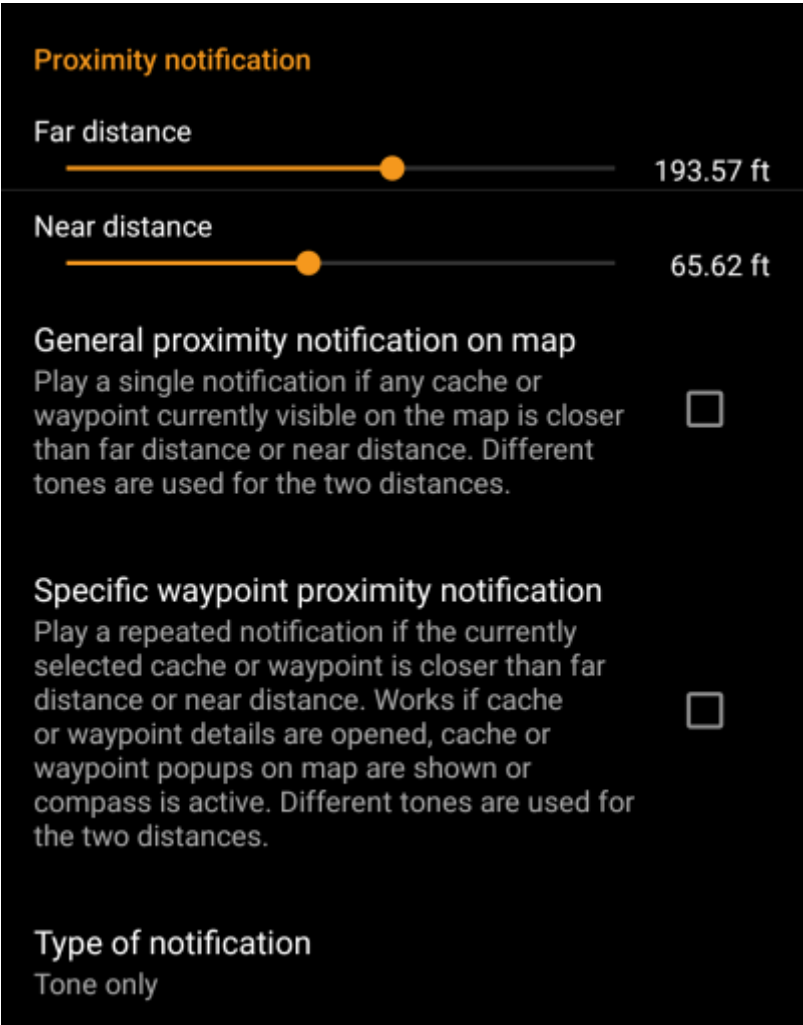 Proximity notification
Far distance
193.57 ft
Near distance
65.62 ft
General proximity notification on map
Play a single notification if any cache or
waypoint currently visible on the map is closer
than far distance or near distance. Different
tones are used for the two distances.
Specific waypoint proximity notification
Play a repeated notification if the currently
selected cache or waypoint is closer than far
distance or near distance. Works if cache
or waypoint details are opened, cache or
waypoint popups on map are shown or
compass is active. Different tones are used for
the two distances.
Type of notification
Tone only